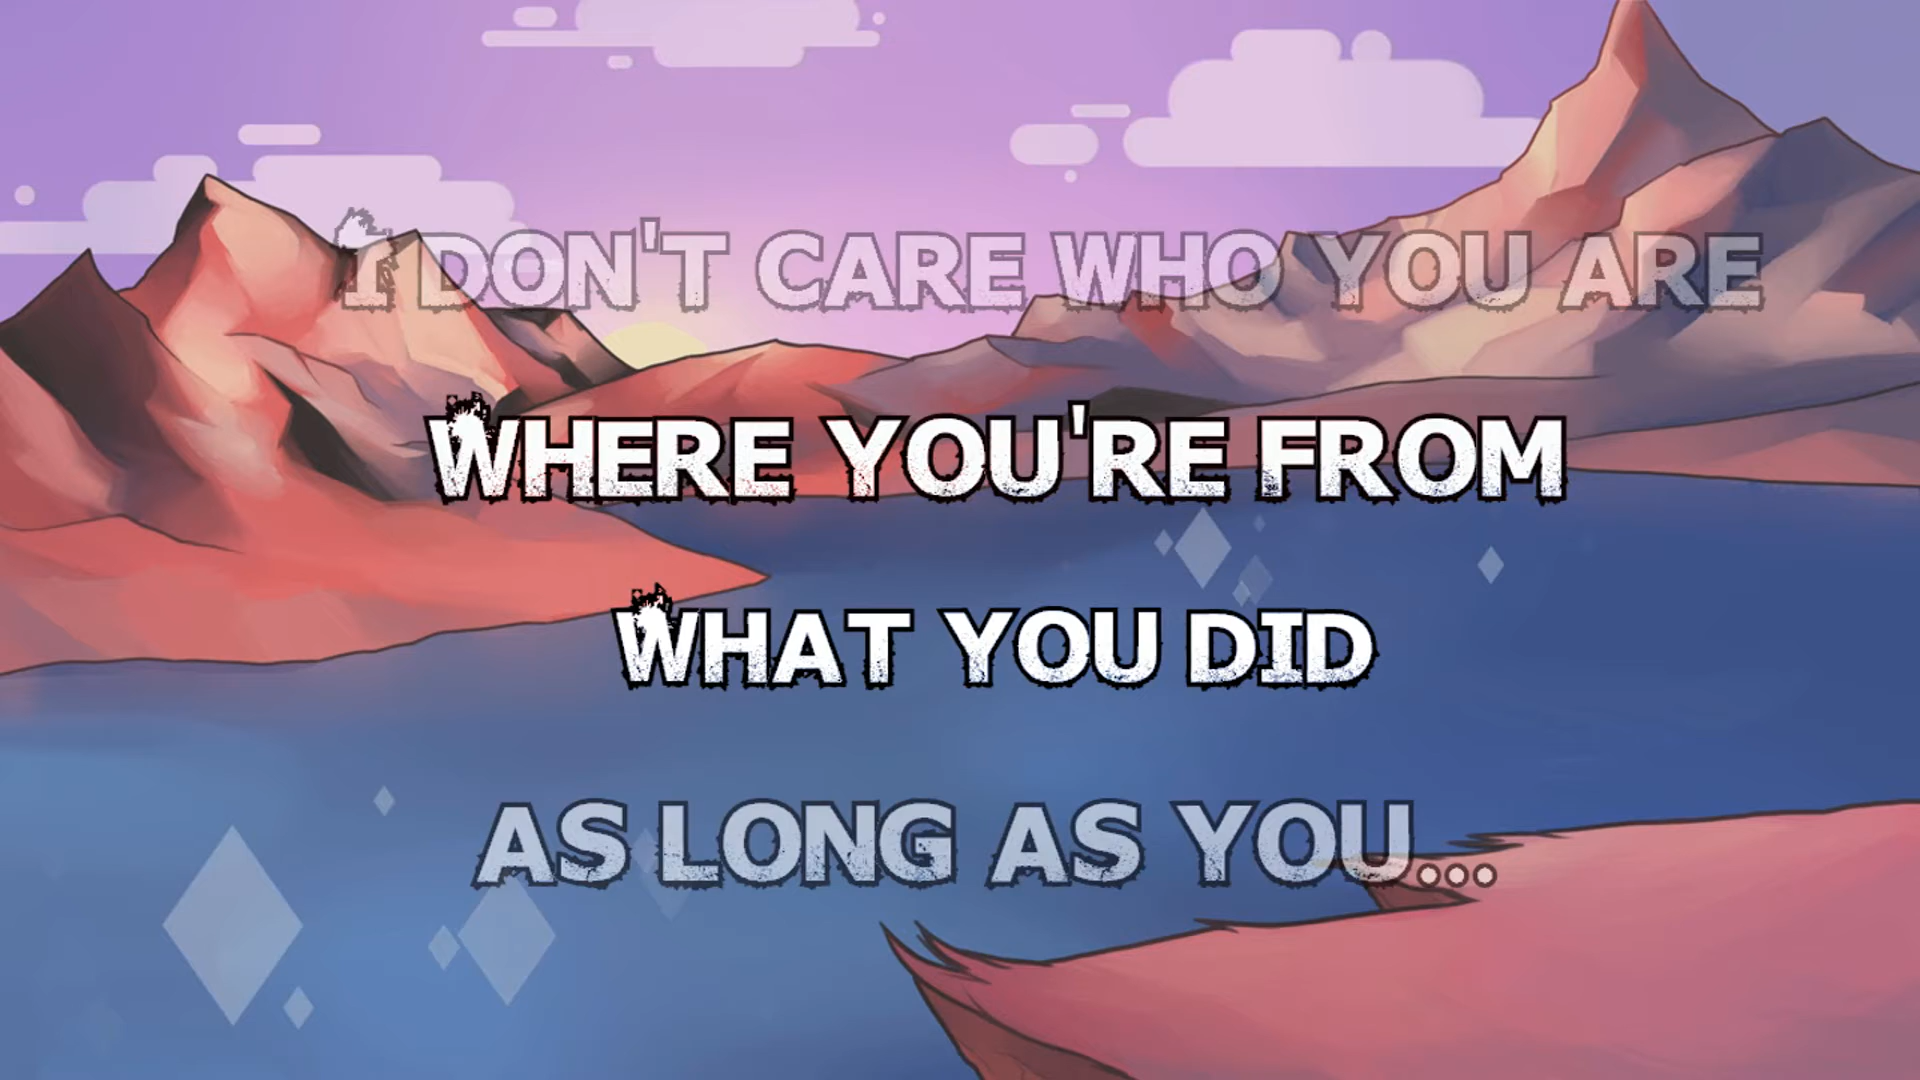 I DON'T CARE WHO YOU ARE
WHERE YOU'RE FROM
WHAT YOU DID
AS LONG AS YOU...